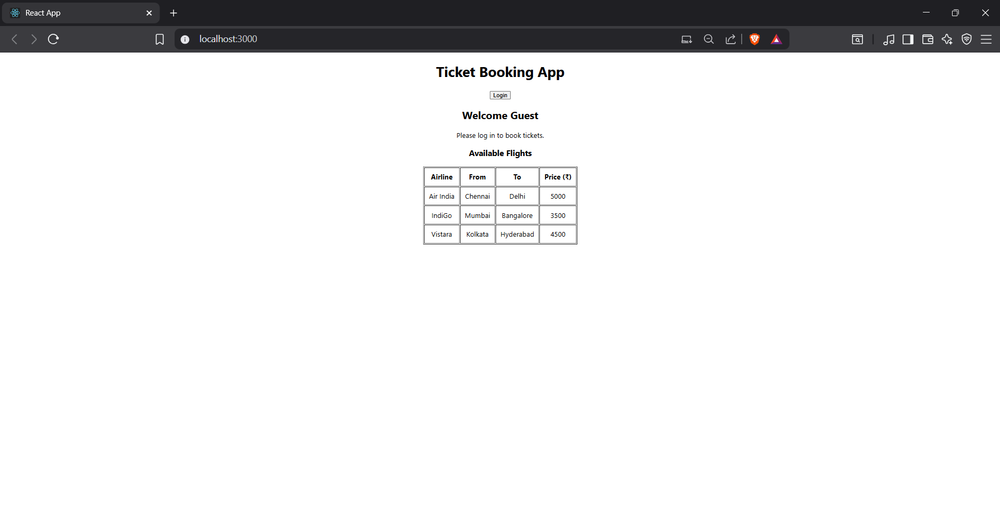 React App
localhost:3000
Ticket Booking App
Login
Welcome Guest
Please log in to book tickets.
Available Flights
Airline From To Price (₹)
Air India Chennai Delhi 5000
IndiGo Mumbai Bangalore 3500
Vistara Kolkata Hyderabad 4500